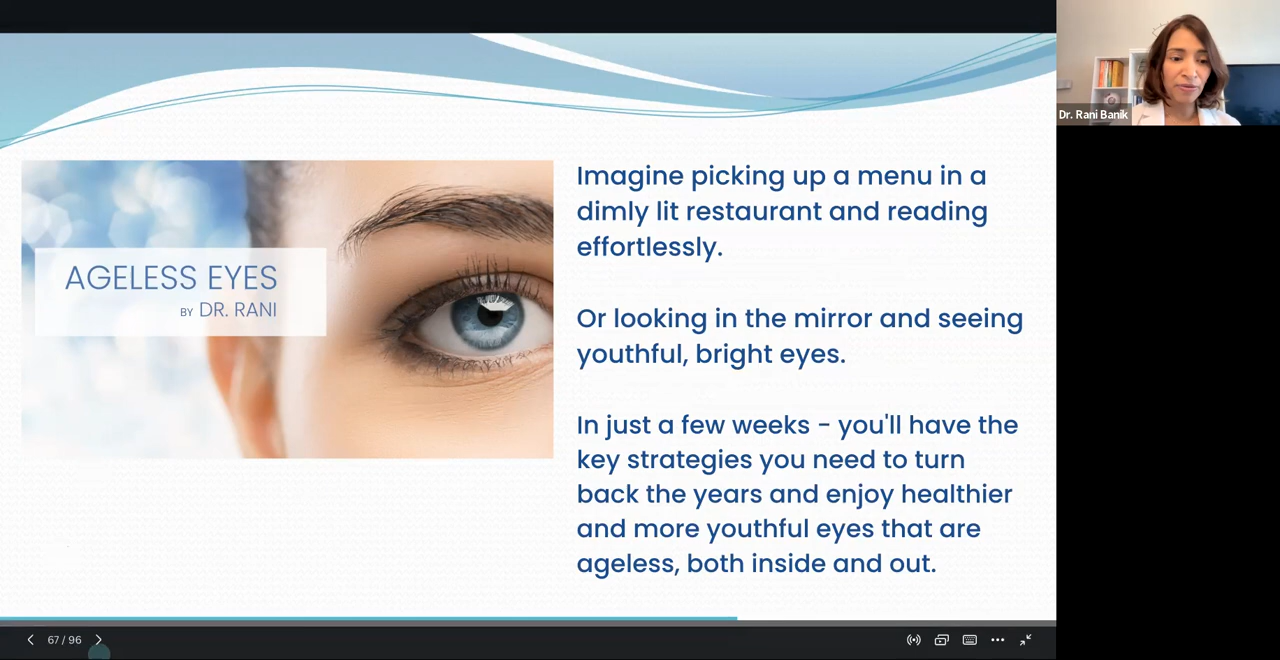 Dr. Rani Banik
AGELESS EYES
BY DR. RANI
Imagine picking up a menu in a
dimly lit restaurant and reading
effortlessly.
Or looking in the mirror and seeing
youthful, bright eyes.
In just a few weeks - you'll have the
key strategies you need to turn
back the years and enjoy healthier
and more youthful eyes that are
ageless, both inside and out.
67 / 96